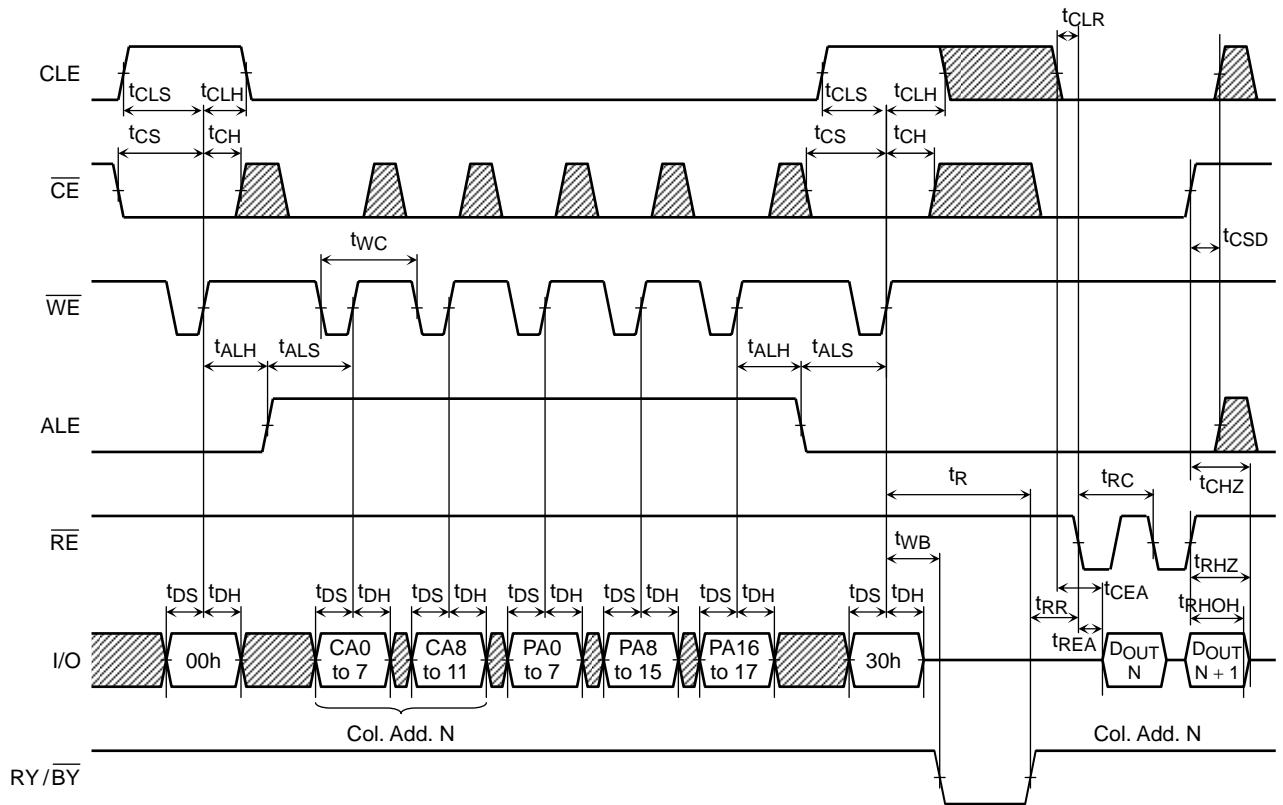 tCLR
CLE
tCLS tCLH tCLS tCLH
tCS tCH tCS tCH
CE
tWC tCSD
WE
tALH tALS tALH tALS
ALE
tR tRC tCHZ
RE
tWB tRHZ
tDS tDH tDS tDH tDS tDH tDS tDH tDS tDH tDS tDH tDS tDH tCEA
tRR tRHOH
tREA
I/O 00h CA0 to 7 CA8 to 11 PA0 to 7 PA8 to 15 PA16 to 17 30h DOUT N DOUT N + 1
Col. Add. N Col. Add. N
RY/BY